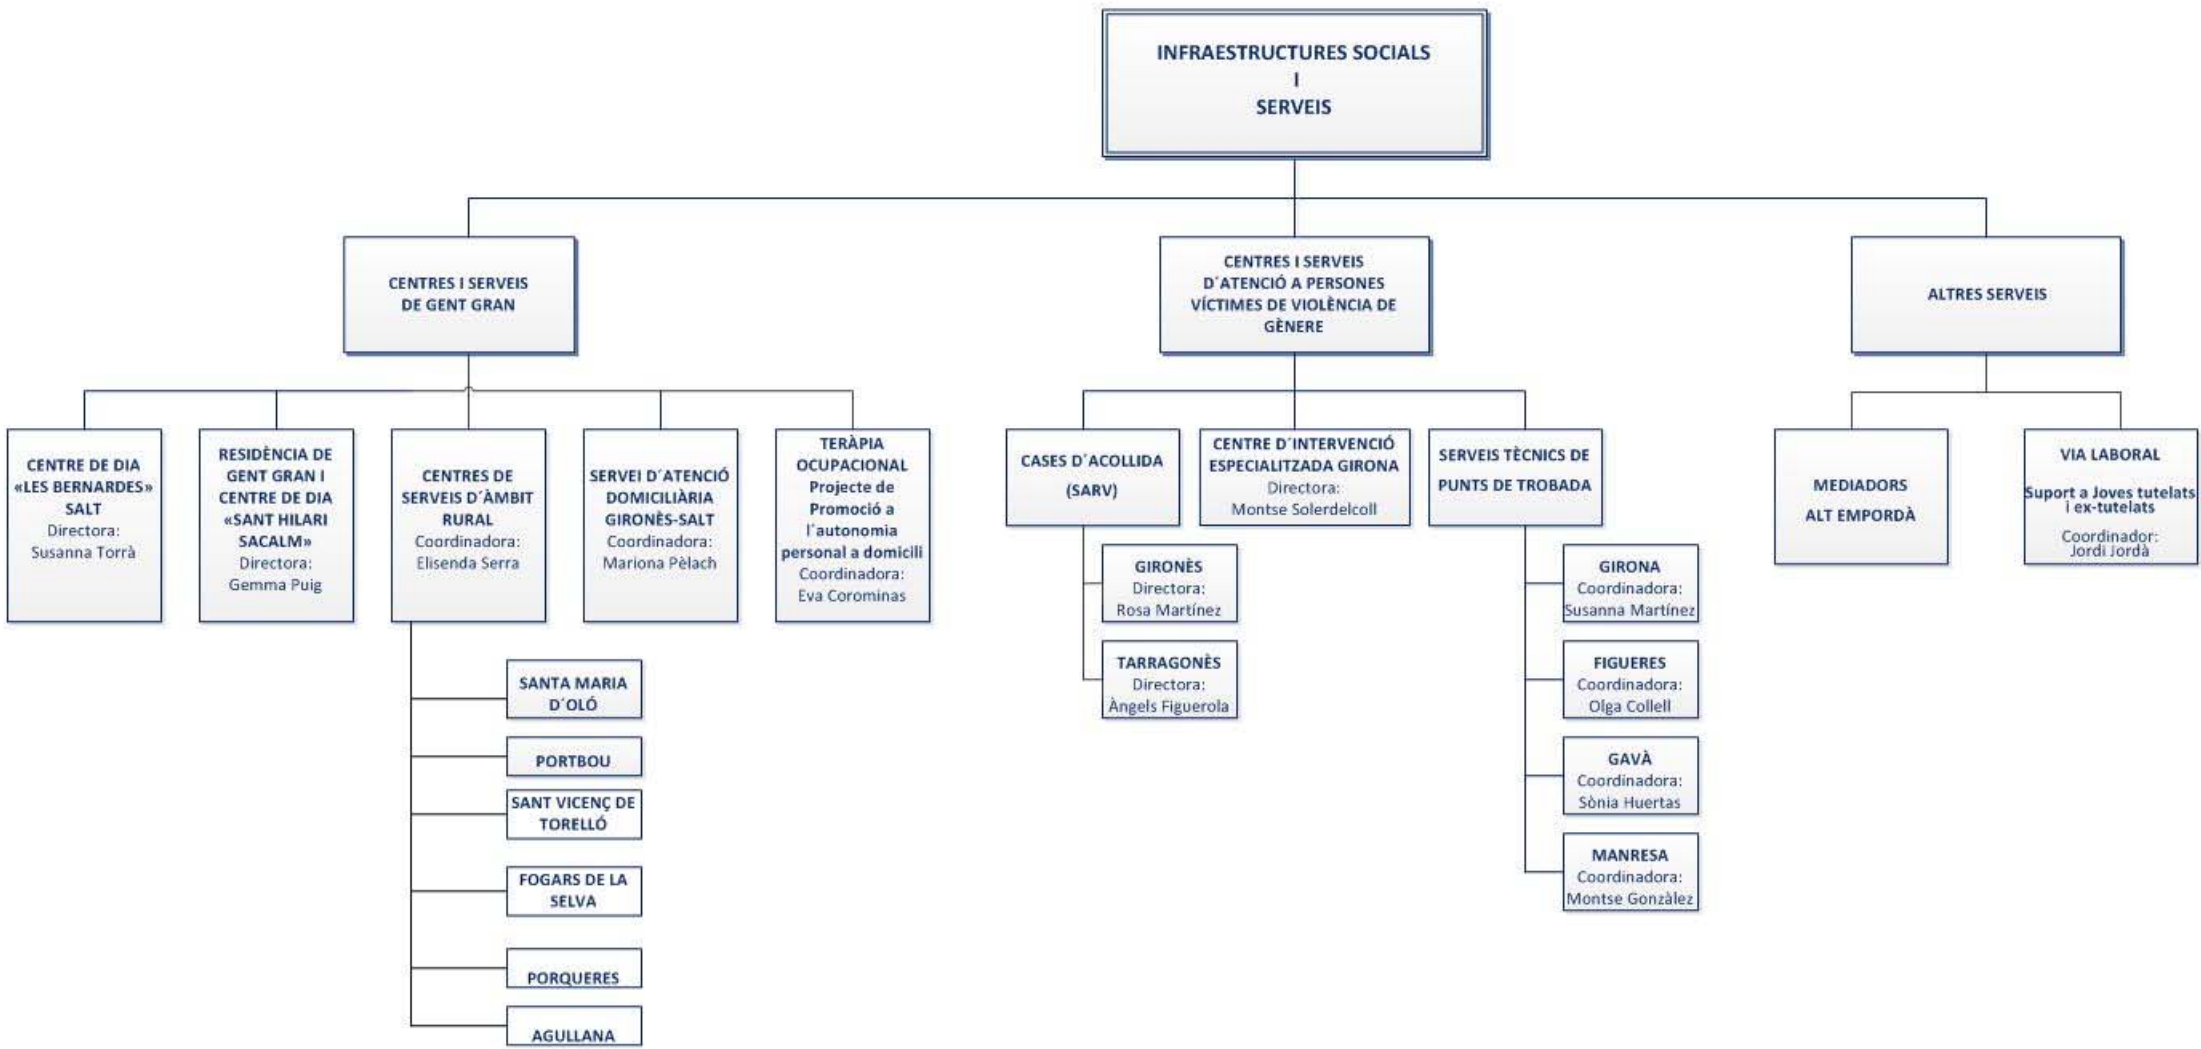 INFRAESTRUCTURES SOCIALS
I
SERVEIS
CENTRES I SERVEIS
DE GENT GRAN
CENTRES I SERVEIS
D´ATENCIÓ A PERSONES
VÍCTIMES DE VIOLÈNCIA DE
GÈNERE
ALTRES SERVEIS
CENTRE DE DIA
«LES BERNARDES»
SALT
Directora:
Susanna Torrà
RESIDÈNCIA DE
GENT GRAN I
CENTRE DE DIA
«SANT HILARI
SACALM»
Directora:
Gemma Puig
CENTRES DE
SERVEIS D´ÀMBIT
RURAL
Coordinadora:
Elisenda Serra
SERVEI D´ATENCIÓ
DOMICILIÀRIA
GIRONÈS-SALT
Coordinadora:
Mariona Pèlach
TERÀPIA
OCUPACIONAL
Projecte de
Promoció a
l´autonomia
personal a domicili
Coordinadora:
Eva Corominas
CASES D´ACOLLIDA
(SARV)
CENTRE D´INTERVENCIÓ
ESPECIALITZADA GIRONA
Directora:
Montse Solerdelcoll
SERVEIS TÈCNICS DE
PUNTS DE TROBADA
MEDIADORS
ALT EMPORDÀ
VIA LABORAL
Suport a Joves tutelats
i ex-tutelats
Coordinador:
Jordi Jordà
SANTA MARIA
D´OLÓ
PORTBOU
SANT VICENÇ DE
TORELLÓ
FOGARS DE LA
SELVA
PORQUERES
AGULLANA
GIRONÈS
Directora:
Rosa Martínez
TARRAGONÈS
Directora:
Àngels Figuerola
GIRONA
Coordinadora:
Susanna Martínez
FIGUERES
Coordinadora:
Olga Collell
GAVÀ
Coordinadora:
Sònia Huertas
MANRESA
Coordinadora:
Montse Gonzàlez